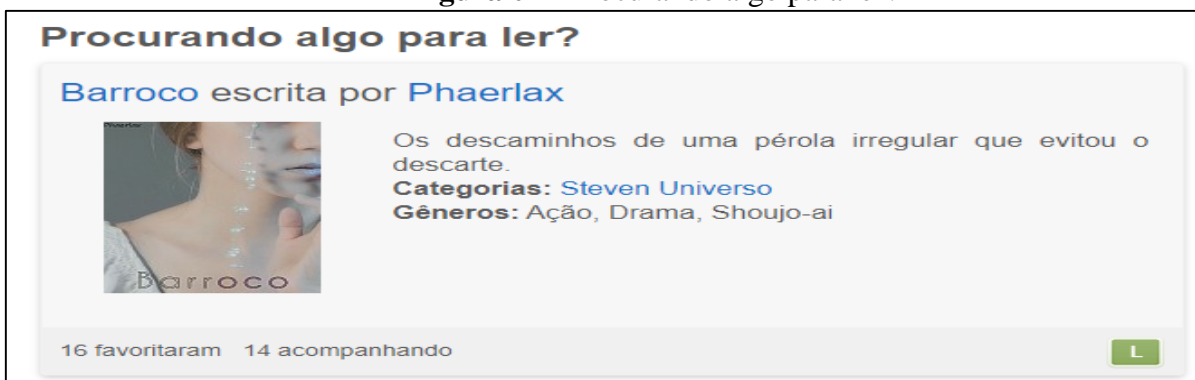 Procurando algo para ler?
Barroco escrita por Phaerlax
Phaerlax
Os descaminhos de uma pérola irregular que evitou o
descarte.
Categorias: Steven Universo
Gêneros: Ação, Drama, Shoujo-ai
Barroco
16 favoritaram 14 acompanhando
L